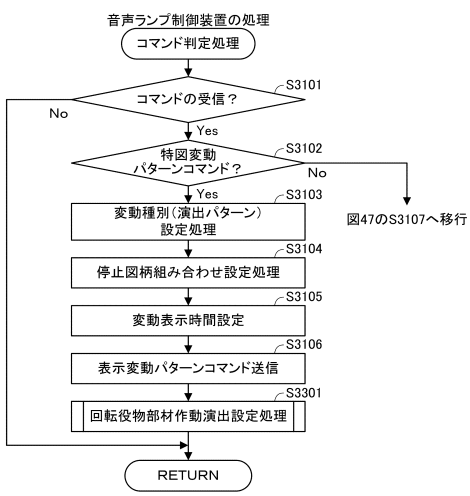 音声ランプ制御装置の処理
コマンド判定処理
S3101
コマンドの受信？
No
Yes
S3102
特図変動
パターンコマンド？
No
Yes
S3103
変動種別（演出パターン）
設定処理
図47のS3107へ移行
S3104
停止図柄組み合わせ設定処理
S3105
変動表示時間設定
S3106
表示変動パターンコマンド送信
S3301
回転役物部材作動演出設定処理
RETURN